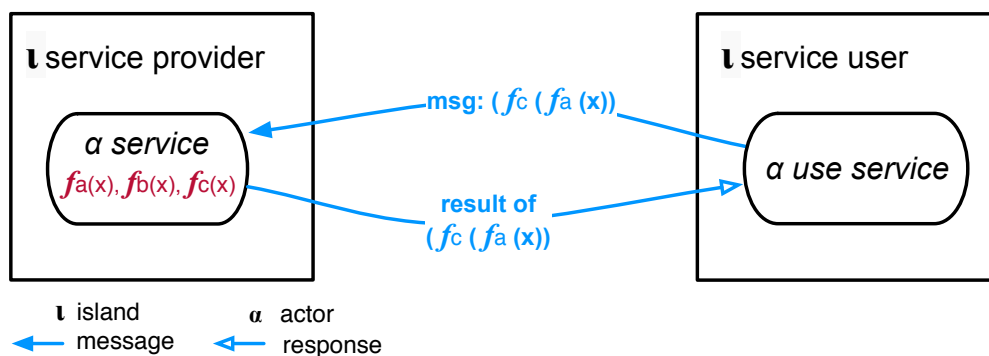 ɩ service provider
ɩ service user
msg: (fc (fa (x))
α service
fa(x), fb(x), fc(x)
α use service
result of
(fc (fa (x))
ɩ island
α actor
message
response